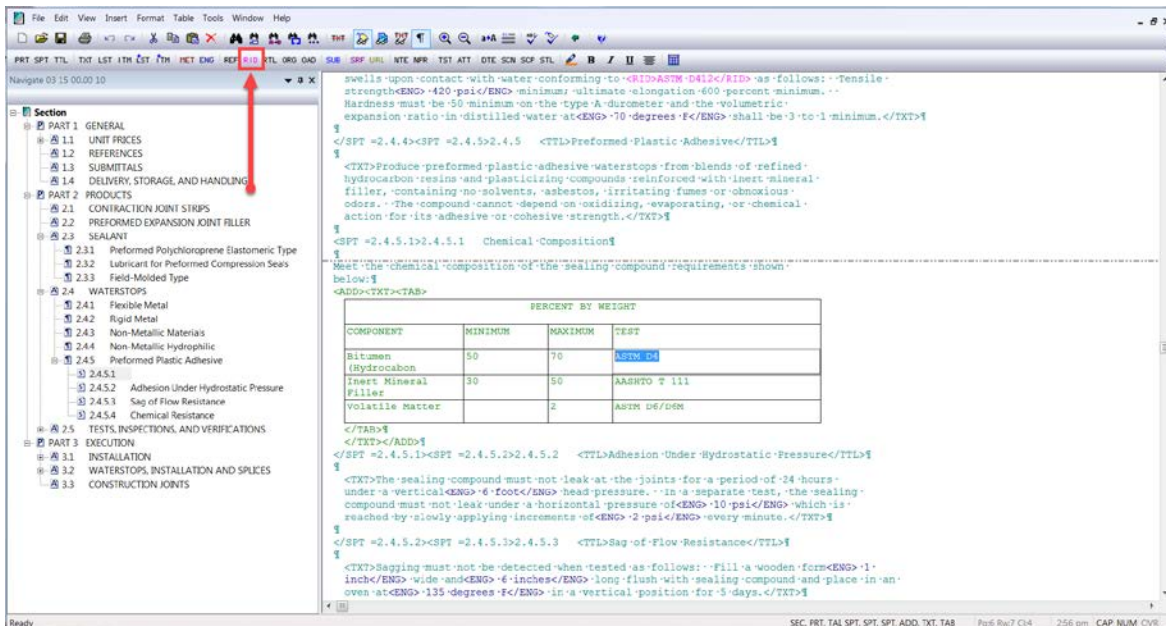 File Edit View Insert Format Table Tools Window Help
PRT SPT TTL TXT LST ITM LST ITM MET ENG REF RID RTL ORG OAD SUB SRF URL NTE NPR TST ATT DTE SCN SCF STL B I U
Navigate 03 15 00.00 10
Section
PART 1 GENERAL
1.1 UNIT PRICES
1.2 REFERENCES
1.3 SUBMITTALS
1.4 DELIVERY, STORAGE, AND HANDLING
PART 2 PRODUCTS
2.1 CONTRACTION JOINT STRIPS
2.2 PREFORMED EXPANSION JOINT FILLER
2.3 SEALANT
2.3.1 Preformed Polychloroprene Elastomeric Type
2.3.2 Lubricant for Preformed Compression Seals
2.3.3 Field-Molded Type
2.4 WATERSTOPS
2.4.1 Flexible Metal
2.4.2 Rigid Metal
2.4.3 Non-Metallic Materials
2.4.4 Non-Metallic Hydrophilic
2.4.5 Preformed Plastic Adhesive
2.4.5.1
2.4.5.2 Adhesion Under Hydrostatic Pressure
2.4.5.3 Sag of Flow Resistance
2.4.5.4 Chemical Resistance
2.5 TESTS, INSPECTIONS, AND VERIFICATIONS
PART 3 EXECUTION
3.1 INSTALLATION
3.2 WATERSTOPS, INSTALLATION AND SPLICES
3.3 CONSTRUCTION JOINTS
swells·upon·contact·with·water·conforming·to·<RID>ASTM·D412</RID>·as·follows:··Tensile·
strength<ENG>·420·psi</ENG>·minimum;·ultimate·elongation·600·percent·minimum.··
Hardness·must·be·50·minimum·on·the·type·A·durometer·and·the·volumetric·
expansion·ratio·in·distilled·water·at<ENG>·70·degrees·F</ENG>·shall·be·3·to·1·minimum.</TXT>¶
¶
</SPT·=2.4.4><SPT·=2.4.5>2.4.5 <TTL>Preformed·Plastic·Adhesive</TTL>¶
¶
<TXT>Produce·preformed·plastic·adhesive·waterstops·from·blends·of·refined·
hydrocarbon·resins·and·plasticizing·compounds·reinforced·with·inert·mineral·
filler,·containing·no·solvents,·asbestos,·irritating·fumes·or·obnoxious·
odors.··The·compound·cannot·depend·on·oxidizing,·evaporating,·or·chemical·
action·for·its·adhesive·or·cohesive·strength.</TXT>¶
¶
<SPT·=2.4.5.1>2.4.5.1 Chemical·Composition¶
¶
Meet·the·chemical·composition·of·the·sealing·compound·requirements·shown·
below:¶
<ADD><TXT><TAB>
PERCENT BY WEIGHT
COMPONENT MINIMUM MAXIMUM TEST
Bitumen 50 70 ASTM D4
(Hydrocabon
Inert Mineral 30 50 AASHTO T 111
Filler
Volatile Matter 2 ASTM D6/D6M
</TAB>¶
</TXT></ADD>¶
</SPT·=2.4.5.1><SPT·=2.4.5.2>2.4.5.2 <TTL>Adhesion·Under·Hydrostatic·Pressure</TTL>¶
¶
<TXT>The·sealing·compound·must·not·leak·at·the·joints·for·a·period·of·24·hours·
under·a·vertical<ENG>·6·foot</ENG>·head·pressure.··In·a·separate·test,·the·sealing·
compound·must·not·leak·under·a·horizontal·pressure·of<ENG>·10·psi</ENG>·which·is·
reached·by·slowly·applying·increments·of<ENG>·2·psi</ENG>·every·minute.</TXT>¶
¶
</SPT·=2.4.5.2><SPT·=2.4.5.3>2.4.5.3 <TTL>Sag·of·Flow·Resistance</TTL>¶
¶
<TXT>Sagging·must·not·be·detected·when·tested·as·follows:··Fill·a·wooden·form<ENG>·1·
inch</ENG>·wide·and<ENG>·6·inches</ENG>·long·flush·with·sealing·compound·and·place·in·an·
oven·at<ENG>·135·degrees·F</ENG>·in·a·vertical·position·for·5·days.</TXT>¶
Ready SEC, PRT, TAI, SPT, SPT, SPT, ADD, TXT, TAB Pg:6 Rw:7 Cl:4 2:56 pm CAP NUM OVR